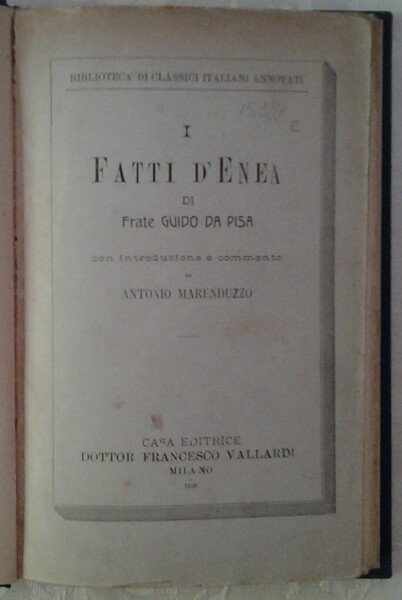 BIBLIOTECA DI CLASSICI ITALIANI ANNOTATI
E
I
FATTI D'ENEA
DI
Frate GUIDO DA PISA
con introduzione e commento
DI
ANTONIO MARENDUZZO
CASA EDITRICE
DOTTOR FRANCESCO VALLARDI
MILANO